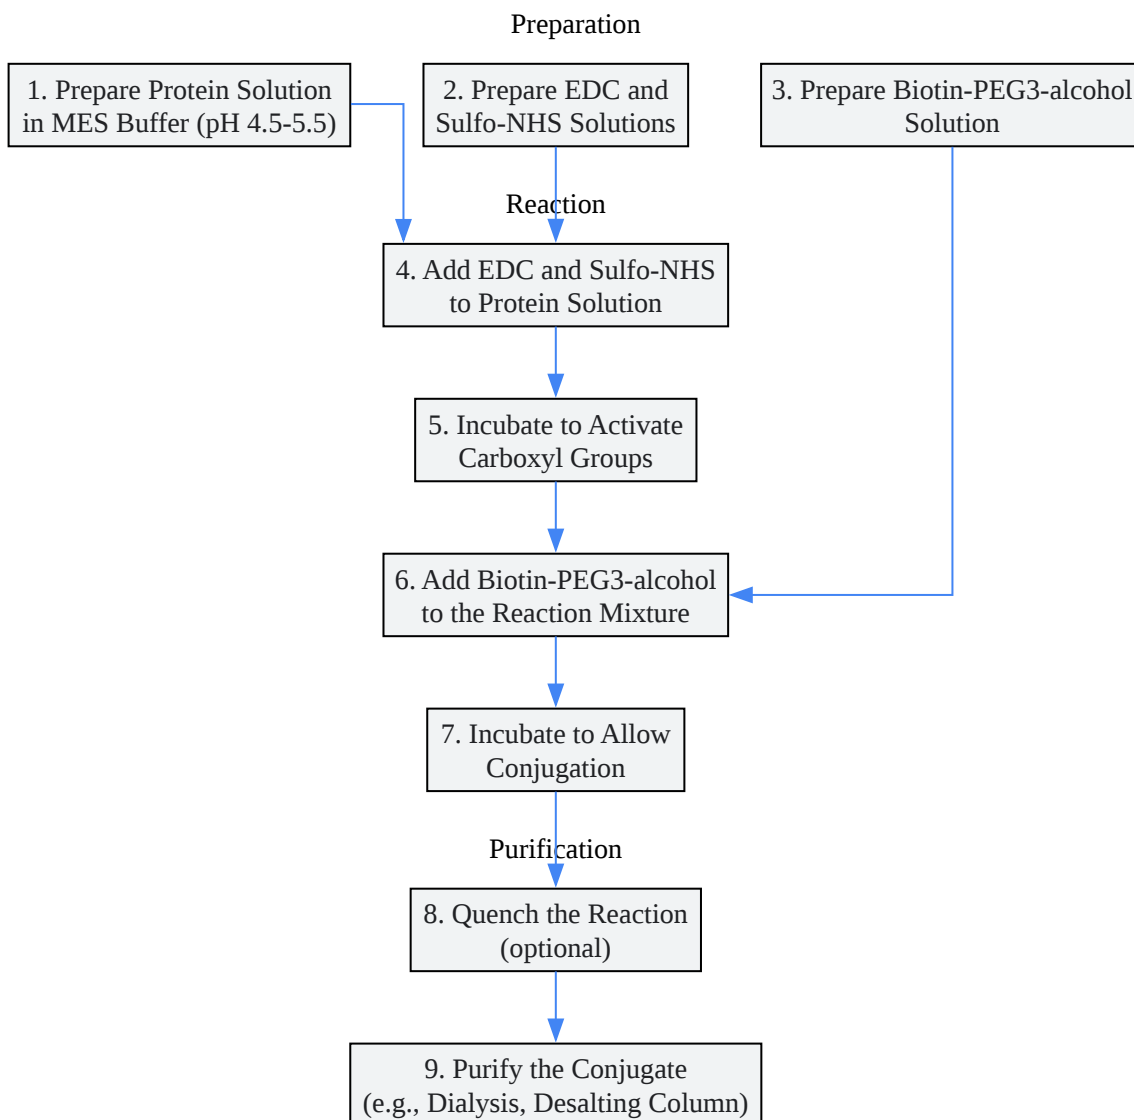 Preparation
1. Prepare Protein Solution
in MES Buffer (pH 4.5-5.5)
2. Prepare EDC and
Sulfo-NHS Solutions
3. Prepare Biotin-PEG3-alcohol
Solution
Reaction
4. Add EDC and Sulfo-NHS
to Protein Solution
5. Incubate to Activate
Carboxyl Groups
6. Add Biotin-PEG3-alcohol
to the Reaction Mixture
7. Incubate to Allow
Conjugation
Purification
8. Quench the Reaction
(optional)
9. Purify the Conjugate
(e.g., Dialysis, Desalting Column)